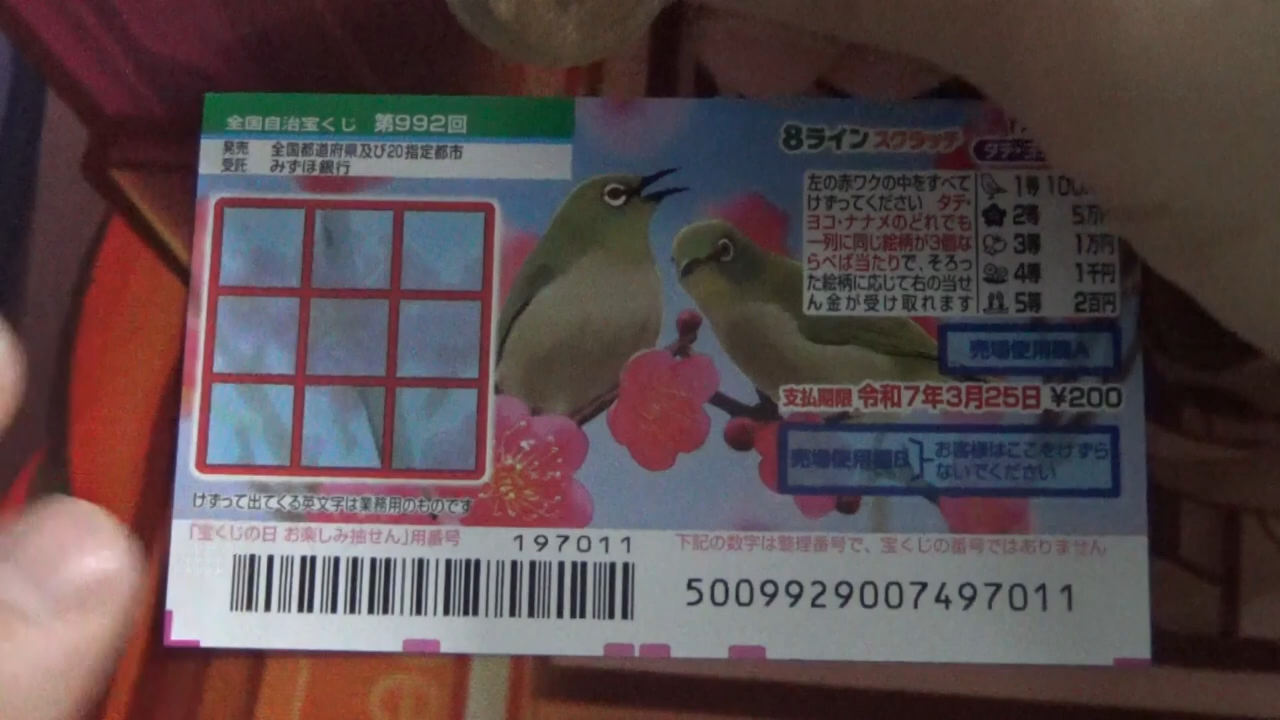 全国自治宝くじ 第992回
発売 全国都道府県及び20指定都市
受託 みずほ銀行
8ラインスクラッチ
タテ・ヨ
左の赤ワクの中をすべて
けずってください タテ・
ヨコ・ナナメのどれでも
一列に同じ絵柄が3個な
らべば当たりで、そろっ
た絵柄に応じて右の当せ
ん金が受け取れます
1等 10
2等 5万
3等 1万円
4等 1千円
5等 2百円
売場使用欄A
支払期限 令和7年3月25日 ¥200
売場使用欄B
お客様はここをけずら
ないでください
けずって出てくる英文字は業務用のものです
「宝くじの日 お楽しみ抽せん」用番号 197011
下記の数字は整理番号で、宝くじの番号ではありません
5009929007497011